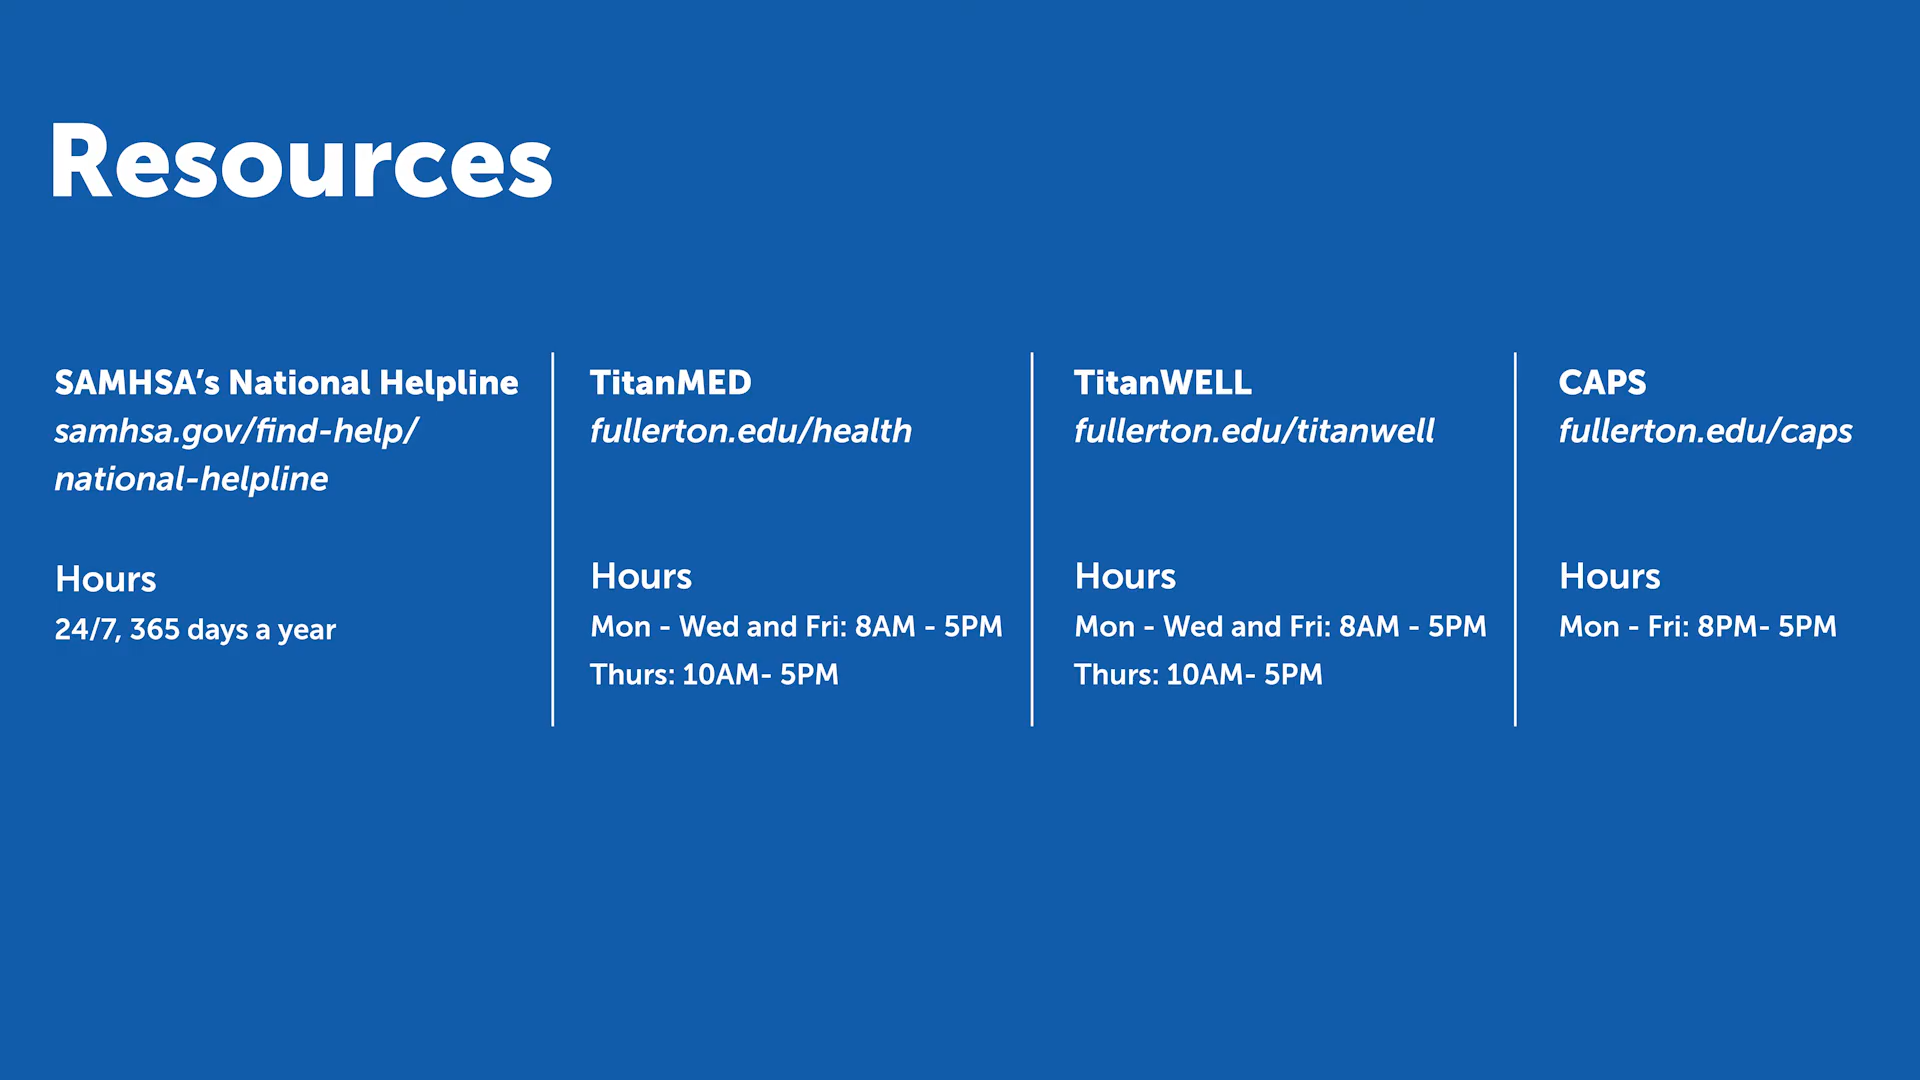 Resources
SAMHSA’s National Helpline
samhsa.gov/find-help/
national-helpline
Hours
24/7, 365 days a year
TitanMED
fullerton.edu/health
Hours
Mon - Wed and Fri: 8AM - 5PM
Thurs: 10AM- 5PM
TitanWELL
fullerton.edu/titanwell
Hours
Mon - Wed and Fri: 8AM - 5PM
Thurs: 10AM- 5PM
CAPS
fullerton.edu/caps
Hours
Mon - Fri: 8PM- 5PM